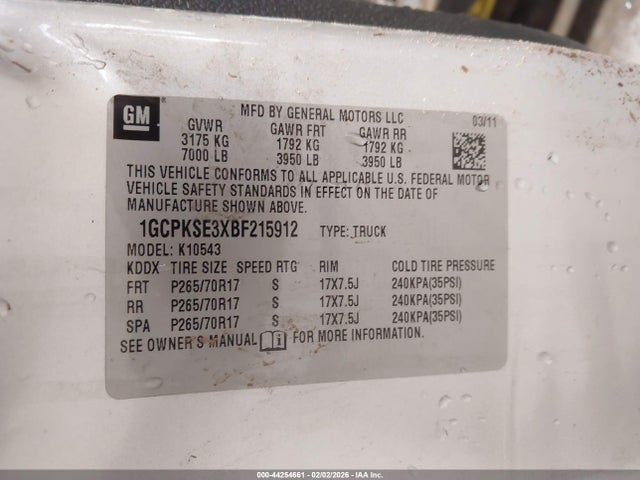 GM
MFD BY GENERAL MOTORS LLC
03/11
GVWR GAWR FRT GAWR RR
3175 KG 1792 KG 1792 KG
7000 LB 3950 LB 3950 LB
THIS VEHICLE CONFORMS TO ALL APPLICABLE U.S. FEDERAL MOTOR
VEHICLE SAFETY STANDARDS IN EFFECT ON THE DATE OF
MANUFACTURE SHOWN ABOVE.
1GCPKSE3XBF215912 TYPE: TRUCK
MODEL: K10543
KDDX TIRE SIZE SPEED RTG RIM COLD TIRE PRESSURE
FRT P265/70R17 S 17X7.5J 240KPA(35PSI)
RR P265/70R17 S 17X7.5J 240KPA(35PSI)
SPA P265/70R17 S 17X7.5J 240KPA(35PSI)
SEE OWNER'S MANUAL FOR MORE INFORMATION.
000-44254661 - 02/02/2026 - IAAI, Inc.